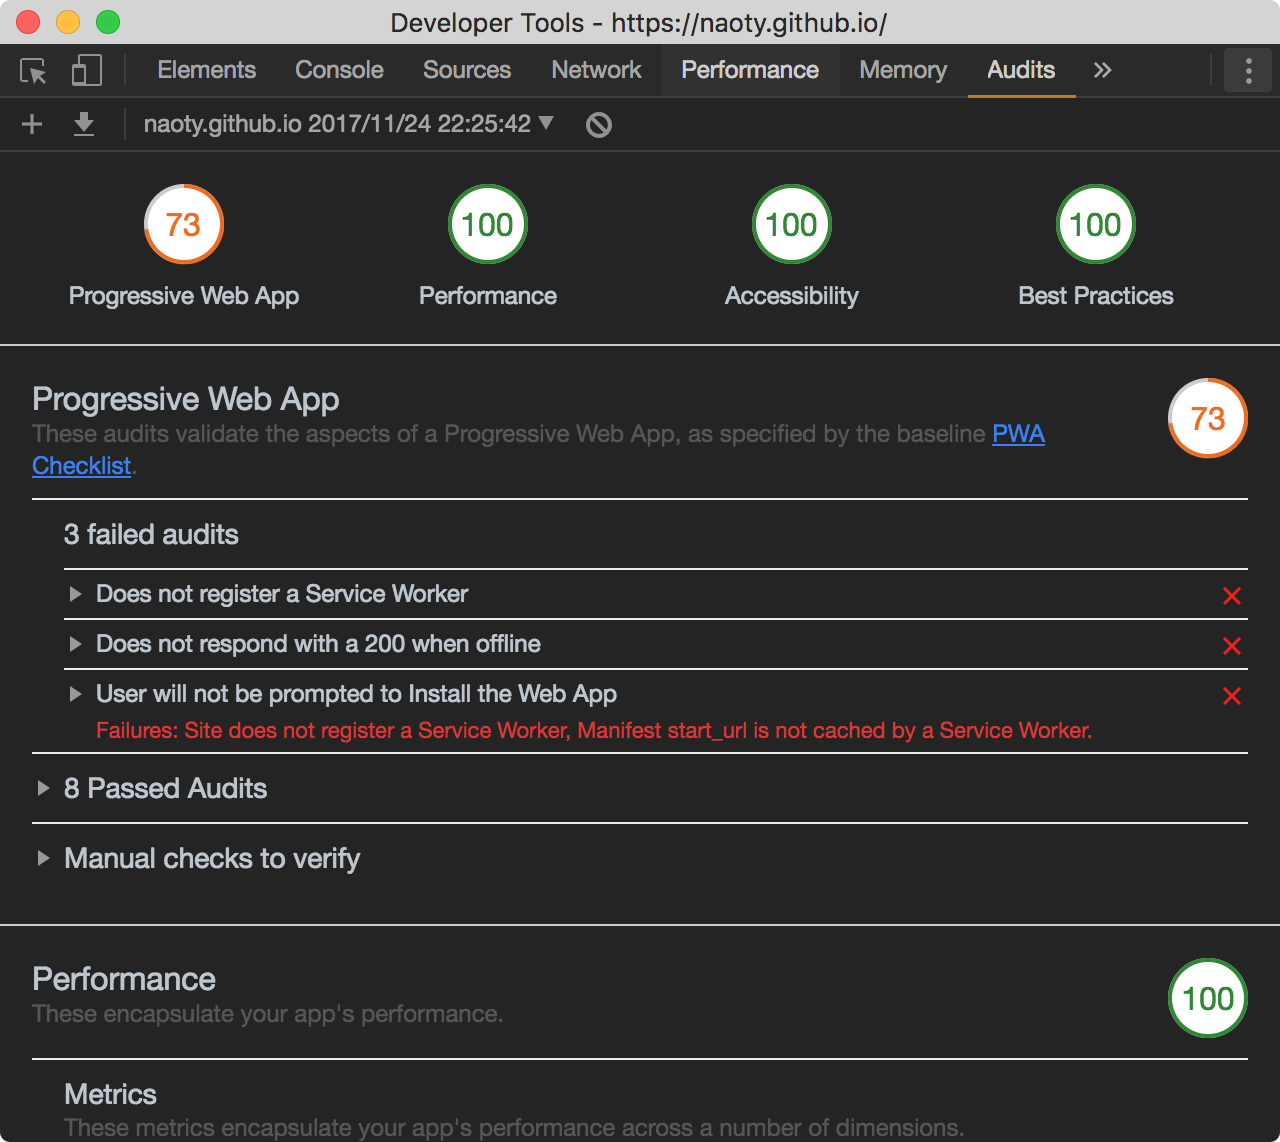 Developer Tools - https://naoty.github.io/
Elements Console Sources Network Performance Memory Audits »
naoty.github.io 2017/11/24 22:25:42 ▼
73 100 100 100
Progressive Web App Performance Accessibility Best Practices
Progressive Web App 73
These audits validate the aspects of a Progressive Web App, as specified by the baseline PWA
Checklist.
3 failed audits
Does not register a Service Worker
Does not respond with a 200 when offline
User will not be prompted to Install the Web App
Failures: Site does not register a Service Worker, Manifest start_url is not cached by a Service Worker.
8 Passed Audits
Manual checks to verify
Performance 100
These encapsulate your app's performance.
Metrics
These metrics encapsulate your app's performance across a number of dimensions.